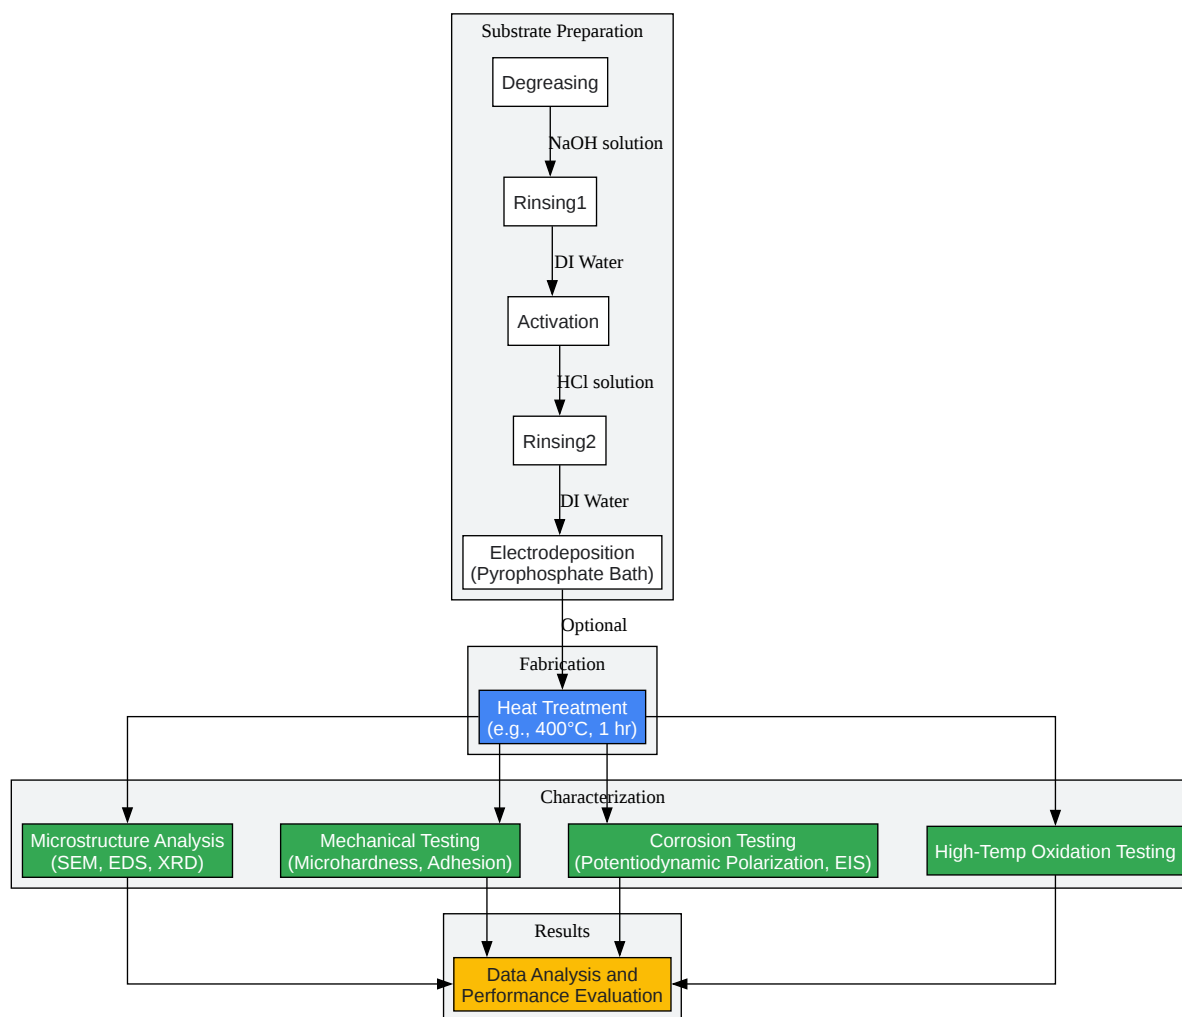 Substrate Preparation
Degreasing
NaOH solution
Rinsing1
DI Water
Activation
HCl solution
Rinsing2
DI Water
Electrodeposition
(Pyrophosphate Bath)
Optional
Fabrication
Heat Treatment
(e.g., 400°C, 1 hr)
Characterization
Microstructure Analysis
(SEM, EDS, XRD)
Mechanical Testing
(Microhardness, Adhesion)
Corrosion Testing
(Potentiodynamic Polarization, EIS)
High-Temp Oxidation Testing
Results
Data Analysis and
Performance Evaluation